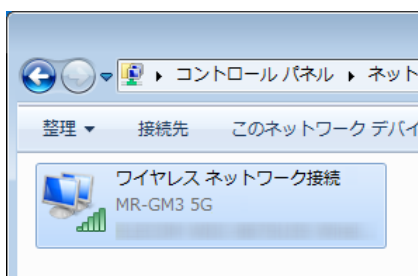 コントロール パネル ▸ ネット
整理 ▼ 接続先 このネットワーク デバイ
ワイヤレス ネットワーク接続
MR-GM3 5G